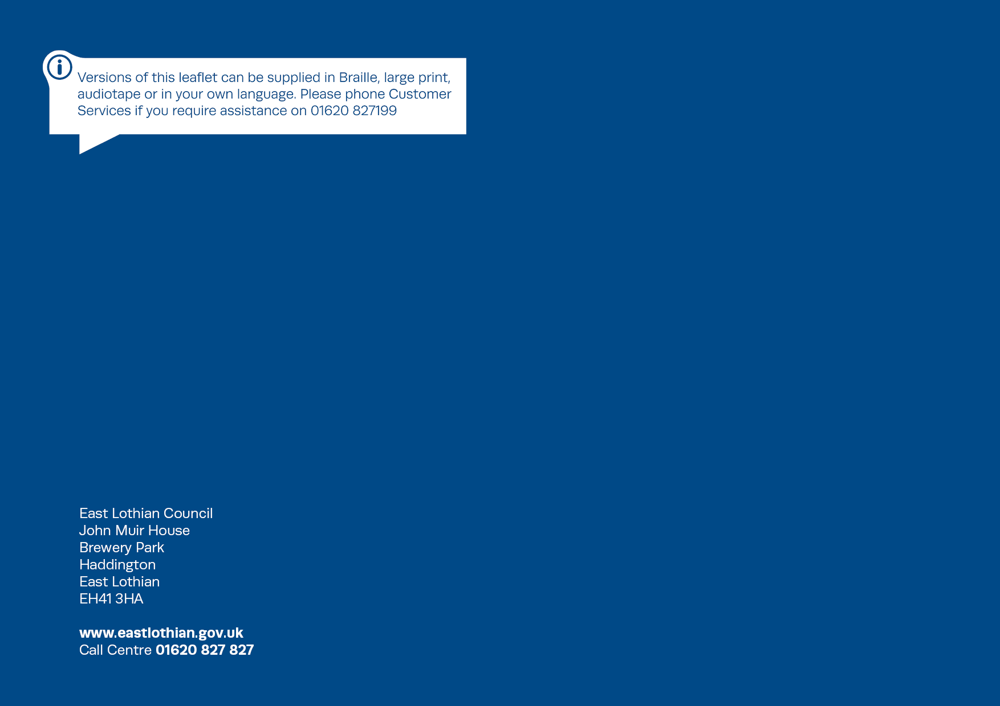 Versions of this leaflet can be supplied in Braille, large print,
audiotape or in your own language. Please phone Customer
Services if you require assistance on 01620 827199
East Lothian Council
John Muir House
Brewery Park
Haddington
East Lothian
EH41 3HA
www.eastlothian.gov.uk
Call Centre 01620 827 827